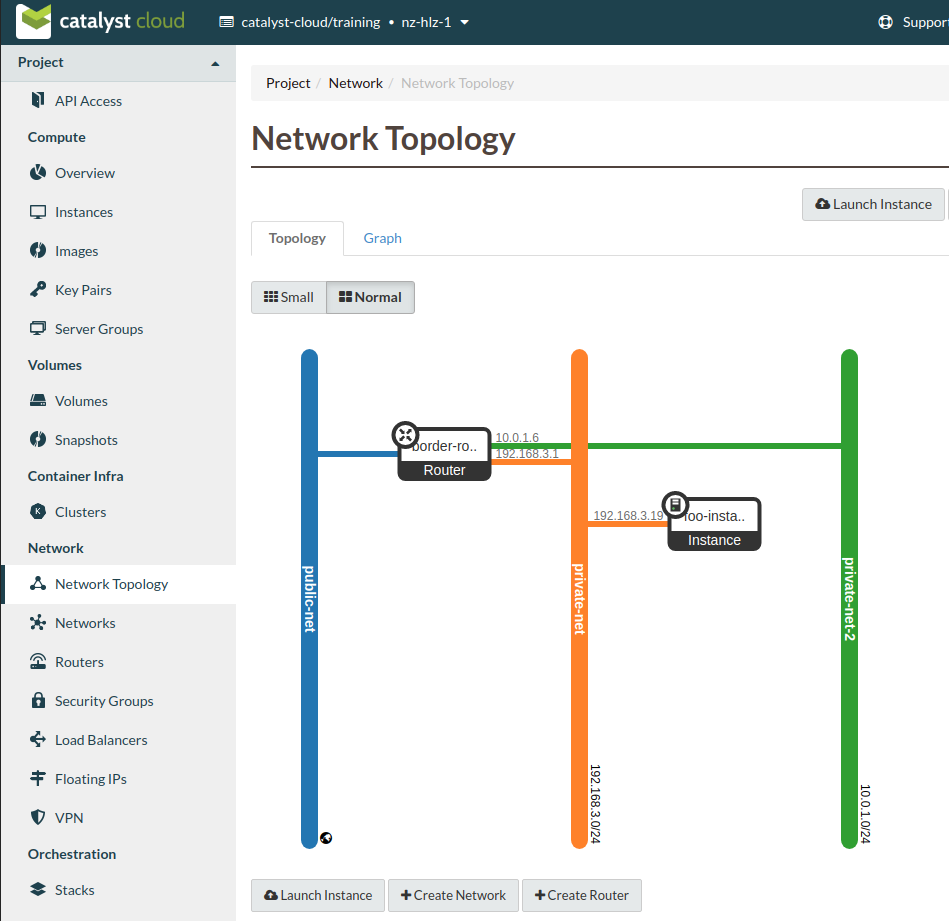 catalyst cloud
catalyst-cloud/training • nz-hlz-1
Suppor
Project
API Access
Compute
Overview
Instances
Images
Key Pairs
Server Groups
Volumes
Volumes
Snapshots
Container Infra
Clusters
Network
Network Topology
Networks
Routers
Security Groups
Load Balancers
Floating IPs
VPN
Orchestration
Stacks
Project / Network / Network Topology
Network Topology
Launch Instance
Topology
Graph
Small
Normal
border-ro..
Router
10.0.1.6
192.168.3.1
192.168.3.19
foo-insta..
Instance
public-net
private-net
private-net-2
192.168.3.0/24
10.0.1.0/24
Launch Instance
Create Network
Create Router